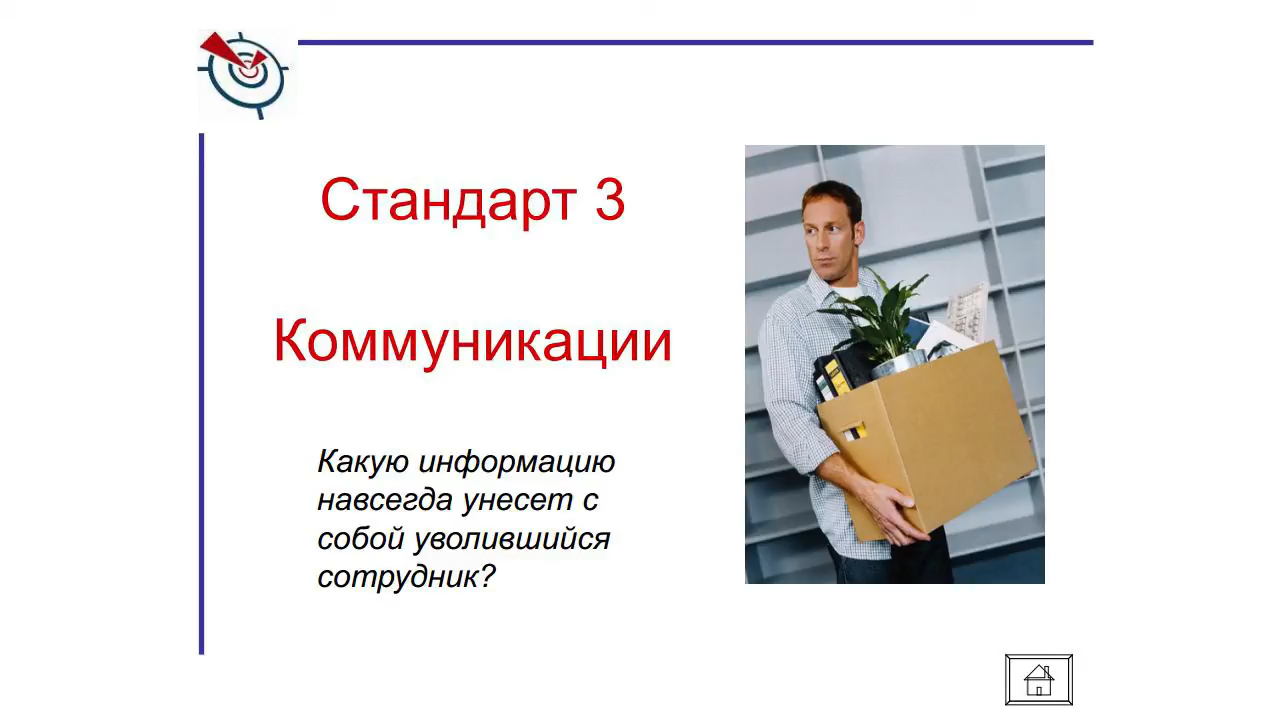 Стандарт 3
Коммуникации
Какую информацию
навсегда унесет с
собой уволившийся
сотрудник?